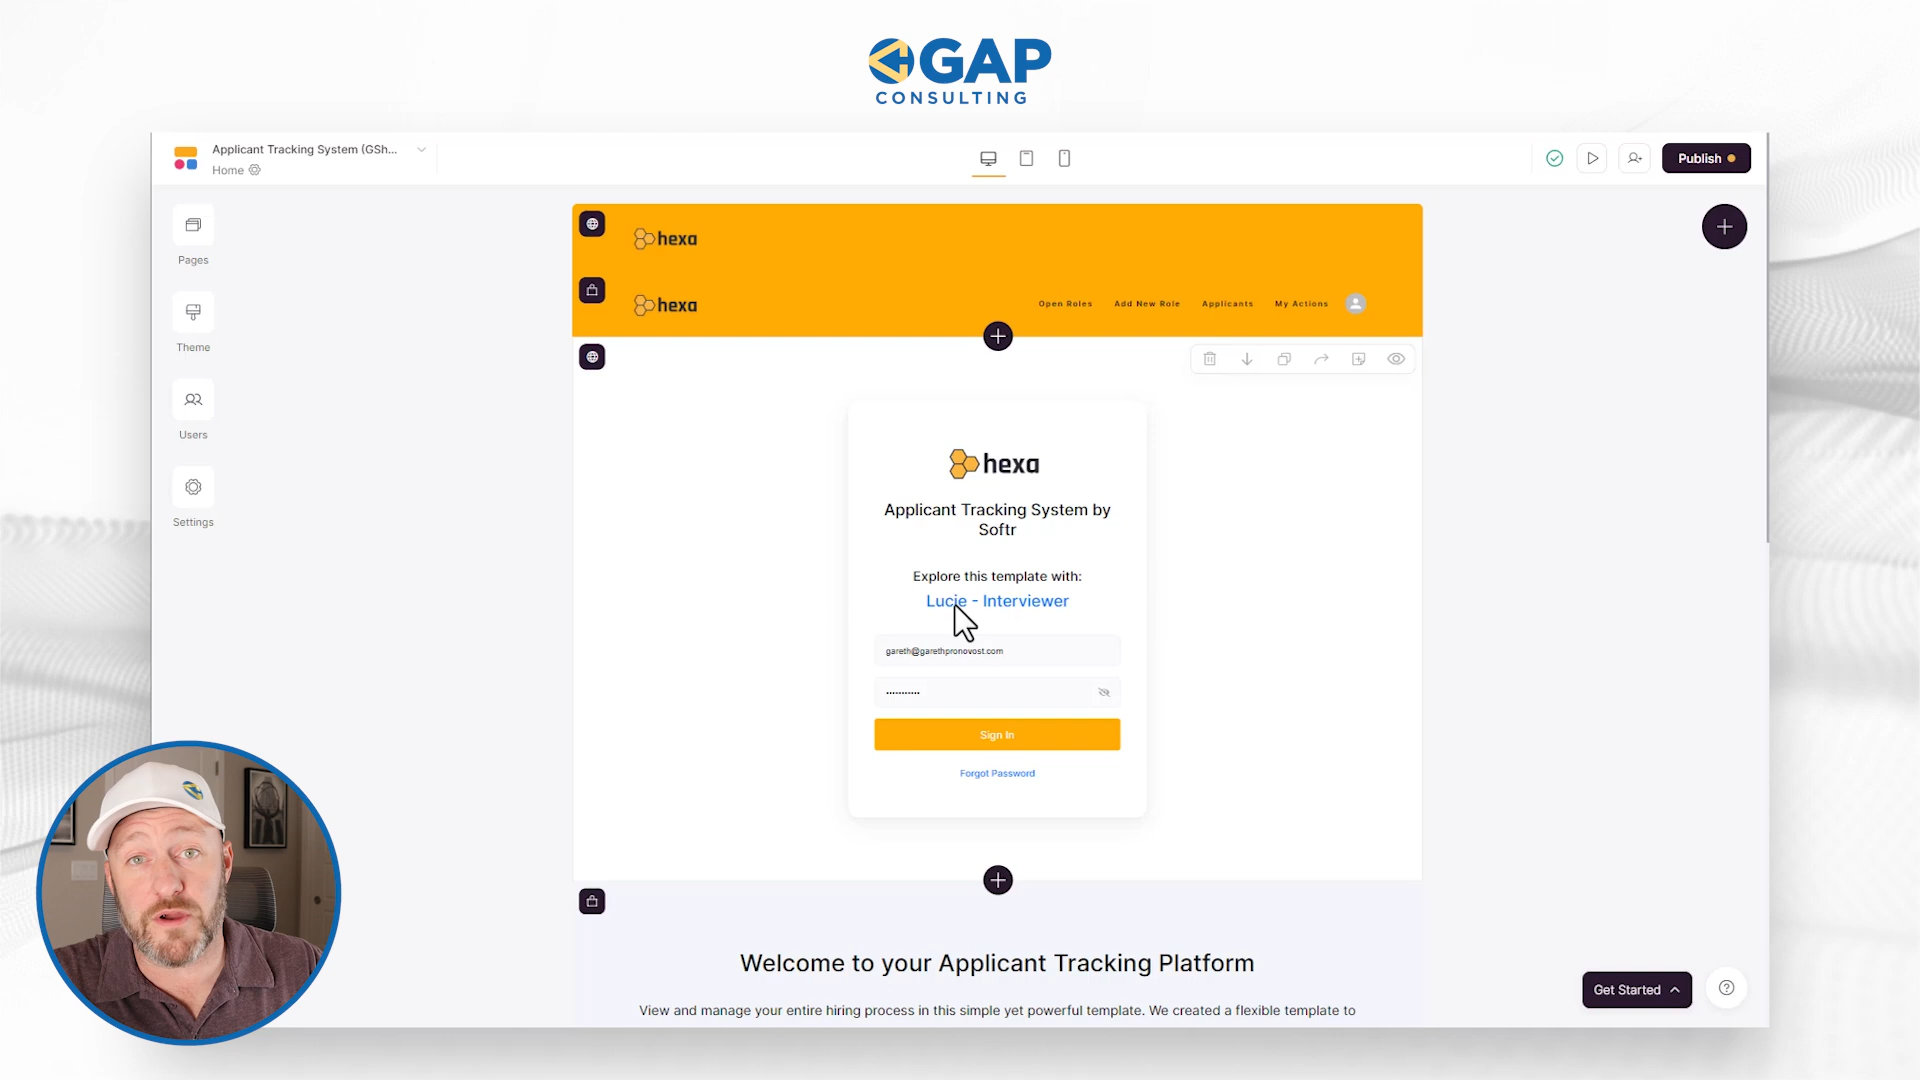 GAP
CONSULTING
Applicant Tracking System (GSh...
Home
Publish
Pages
Theme
Users
Settings
hexa
hexa
Open Roles
Add New Role
Applicants
My Actions
hexa
Applicant Tracking System by
Softr
Explore this template with:
Lucie - Interviewer
gareth@garethpronovost.com
Sign In
Forgot Password
Welcome to your Applicant Tracking Platform
View and manage your entire hiring process in this simple yet powerful template. We created a flexible template to
Get Started